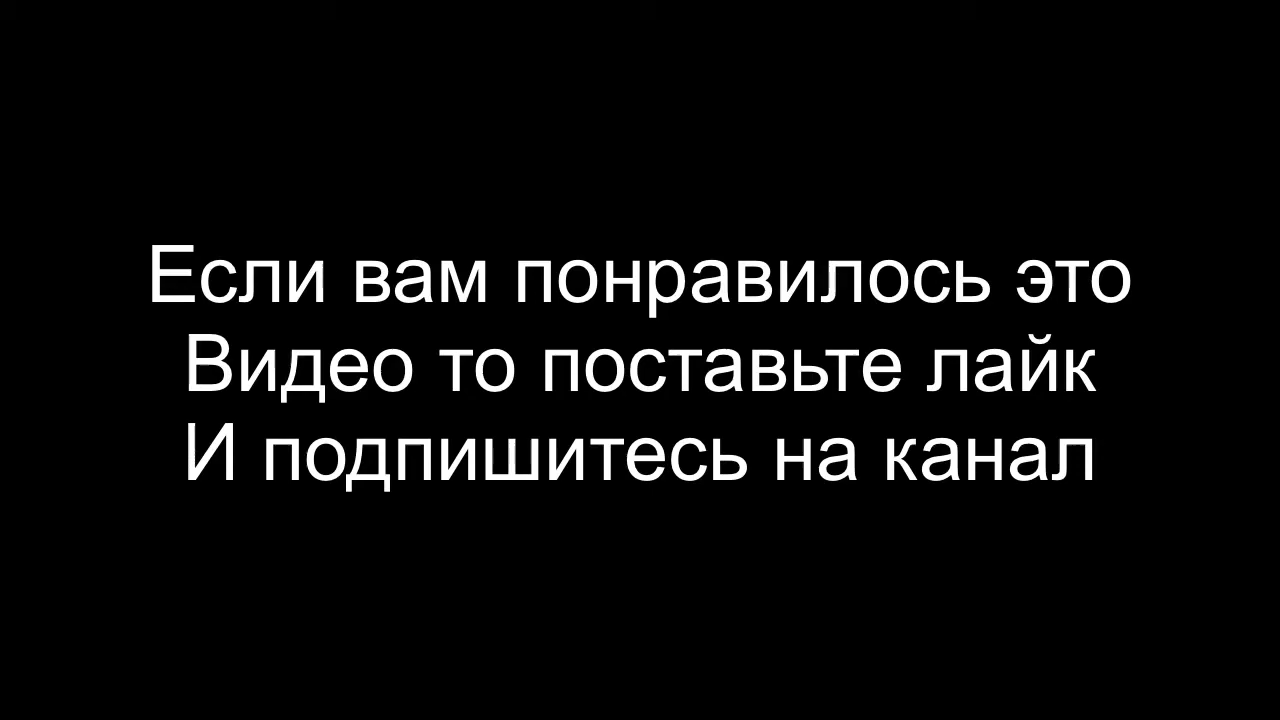 Если вам понравилось это
Видео то поставьте лайк
И подпишитесь на канал